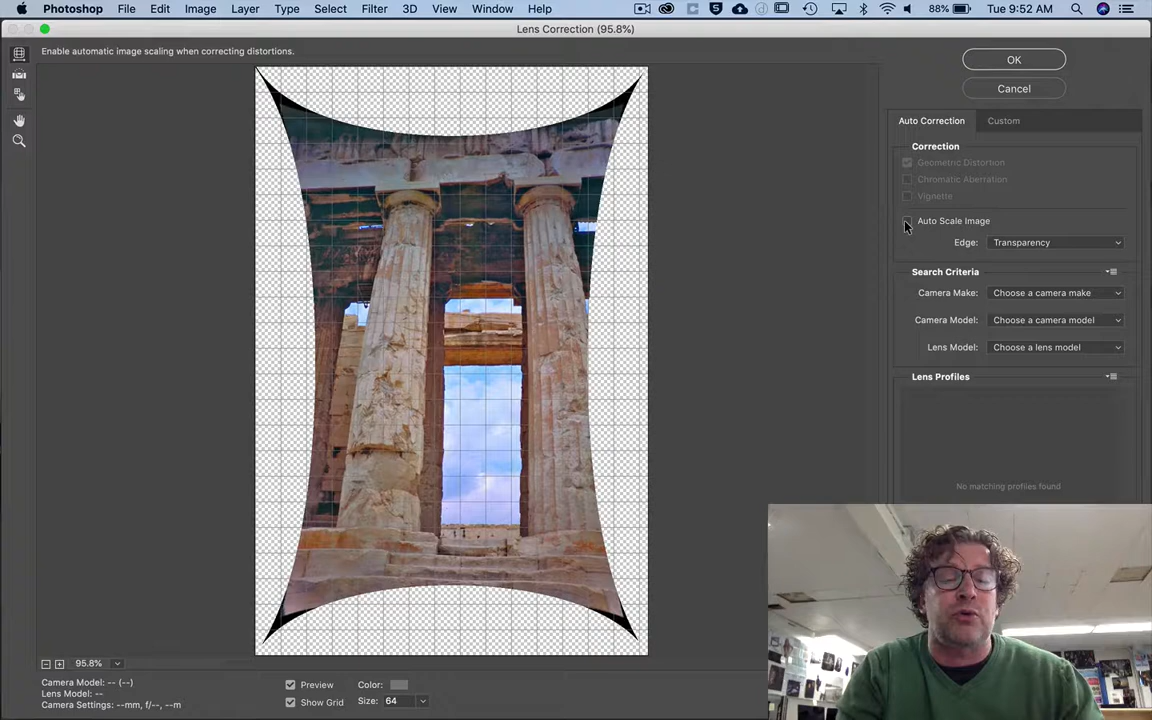 Photoshop File Edit Image Layer Type Select Filter 3D View Window Help 88% Tue 9:52 AM
Lens Correction (95.8%)
Enable automatic image scaling when correcting distortions.
OK
Cancel
Auto Correction Custom
Correction
Geometric Distortion
Chromatic Aberration
Vignette
Auto Scale Image
Edge: Transparency
Search Criteria
Camera Make: Choose a camera make
Camera Model: Choose a camera model
Lens Model: Choose a lens model
Lens Profiles
No matching profiles found
95.8%
Camera Model: -- (--)
Lens Model: --
Camera Settings: --mm, f/--, --m
Preview Color:
Show Grid Size: 64